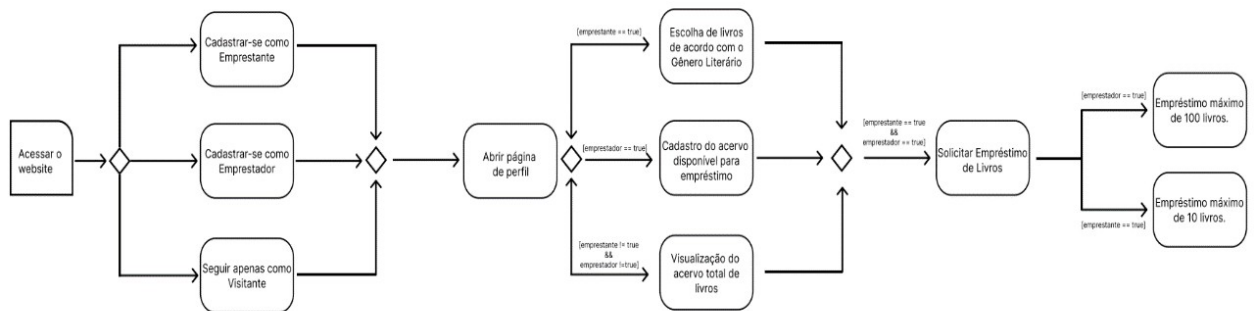 Acessar o
website
Cadastrar-se como
Emprestante
Cadastrar-se como
Emprestador
Seguir apenas como
Visitante
Abrir página
de perfil
[emprestante == true]
Escolha de livros
de acordo com o
Gênero Literário
[emprestador == true]
Cadastro do acervo
disponível para
empréstimo
[emprestante != true
&&
emprestador !=true]
Visualização do
acervo total de
livros
[emprestante == true
&&
emprestador == true]
Solicitar Empréstimo
de Livros
[emprestador == true]
Empréstimo máximo
de 100 livros.
[emprestante == true]
Empréstimo máximo
de 10 livros.